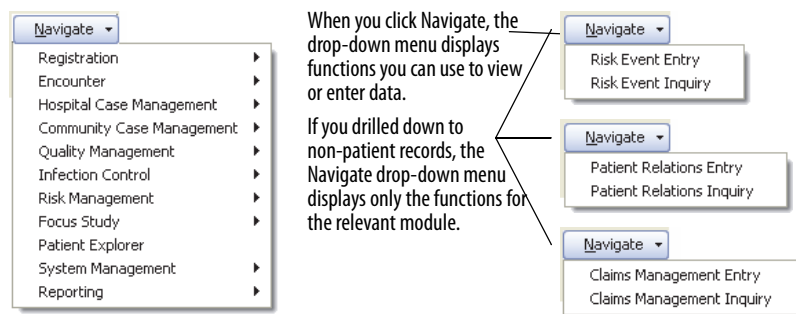 Navigate
Registration
Encounter
Hospital Case Management
Community Case Management
Quality Management
Infection Control
Risk Management
Focus Study
Patient Explorer
System Management
Reporting
When you click Navigate, the
drop-down menu displays
functions you can use to view
or enter data.
If you drilled down to
non-patient records, the
Navigate drop-down menu
displays only the functions for
the relevant module.
Navigate
Risk Event Entry
Risk Event Inquiry
Navigate
Patient Relations Entry
Patient Relations Inquiry
Navigate
Claims Management Entry
Claims Management Inquiry